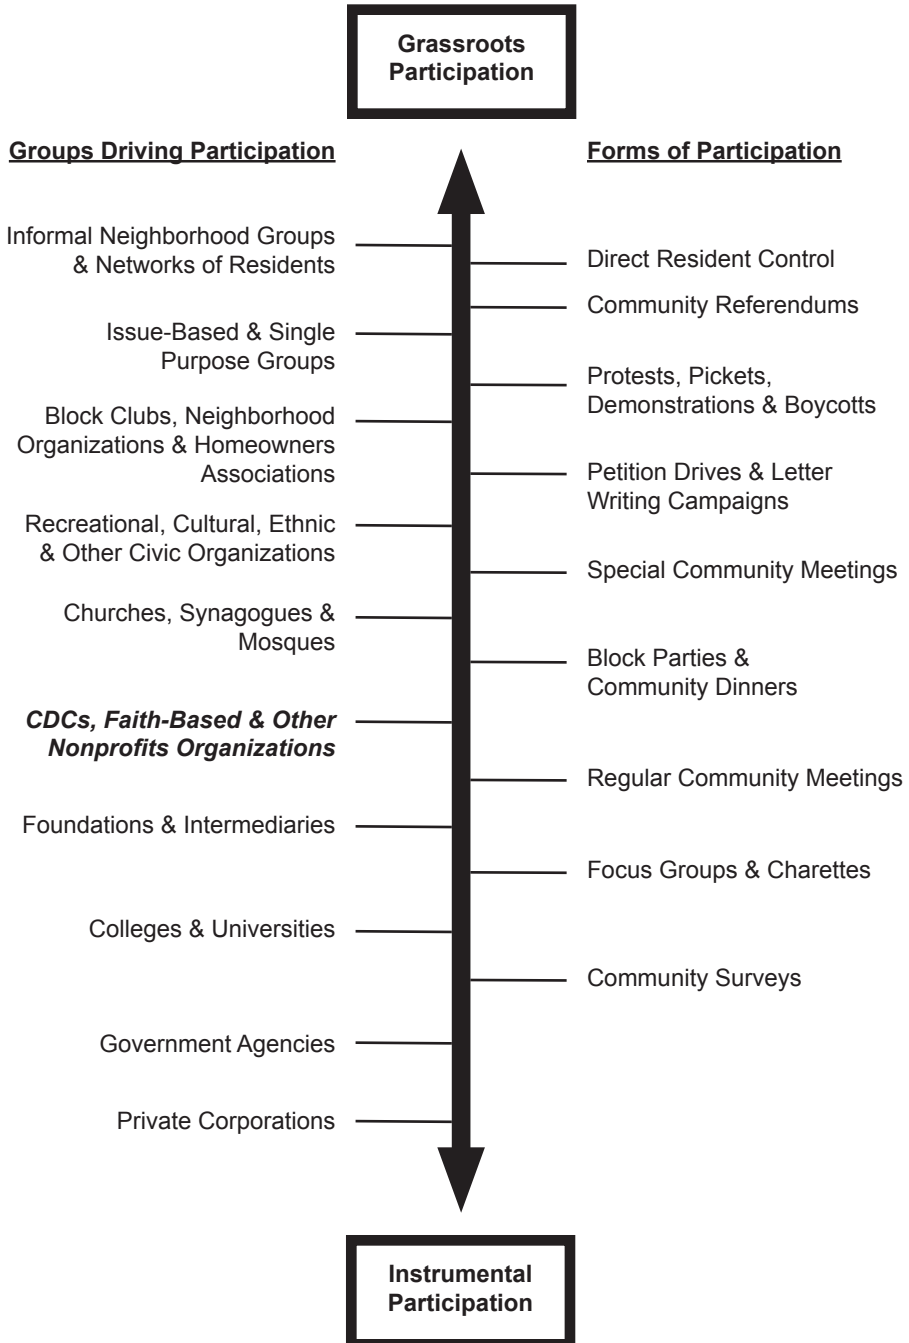 Grassroots
Participation
Groups Driving Participation
Informal Neighborhood Groups
& Networks of Residents
Issue-Based & Single
Purpose Groups
Block Clubs, Neighborhood
Organizations & Homeowners
Associations
Recreational, Cultural, Ethnic
& Other Civic Organizations
Churches, Synagogues &
Mosques
CDCs, Faith-Based & Other
Nonprofits Organizations
Foundations & Intermediaries
Colleges & Universities
Government Agencies
Private Corporations
Forms of Participation
Direct Resident Control
Community Referendums
Protests, Pickets,
Demonstrations & Boycotts
Petition Drives & Letter
Writing Campaigns
Special Community Meetings
Block Parties &
Community Dinners
Regular Community Meetings
Focus Groups & Charettes
Community Surveys
Instrumental
Participation